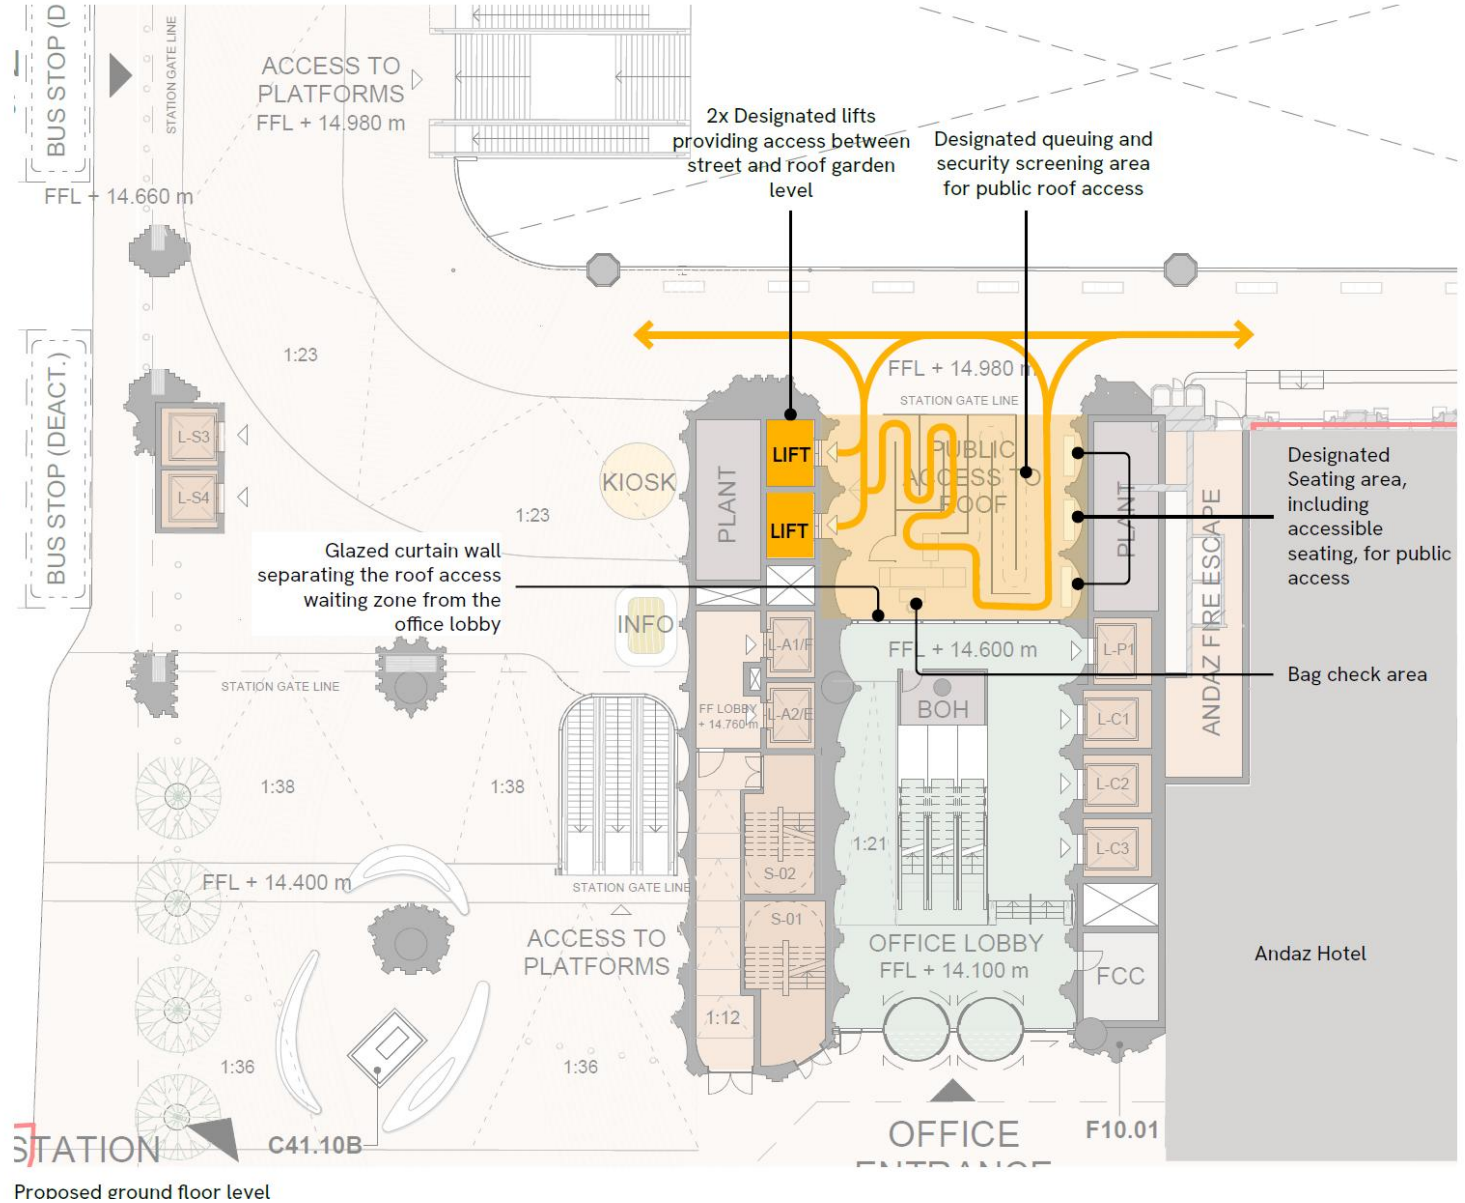 BUS STOP (D
STATION GATE LINE
ACCESS TO
PLATFORMS
FFL + 14.980 m
2x Designated lifts
providing access between
street and roof garden
level
Designated queuing and
security screening area
for public roof access
FFL + 14.660 m
1:23
FFL + 14.980 m
STATION GATE LINE
BUS STOP (DEACT.)
L-S3
L-S4
KIOSK
1:23
PLANT
LIFT
LIFT
PUBLIC
ACCESS TO
ROOF
PLANT
ANDAZ FIRE ESCAPE
Designated
Seating area,
including
accessible
seating, for public
access
Glazed curtain wall
separating the roof access
waiting zone from the
office lobby
INFO
L-A1/F
FFL + 14.600 m
L-P1
STATION GATE LINE
Bag check area
FF LOBBY
+ 14.760 m
L-A2/E
BOH
L-C1
1:38
1:38
L-C2
1:21
L-C3
S-02
FFL + 14.400 m
STATION GATE LINE
S-01
ACCESS TO
PLATFORMS
OFFICE LOBBY
FFL + 14.100 m
FCC
Andaz Hotel
1:12
1:36
1:36
STATION
C41.10B
OFFICE
ENTRANCE
F10.01
Proposed ground floor level